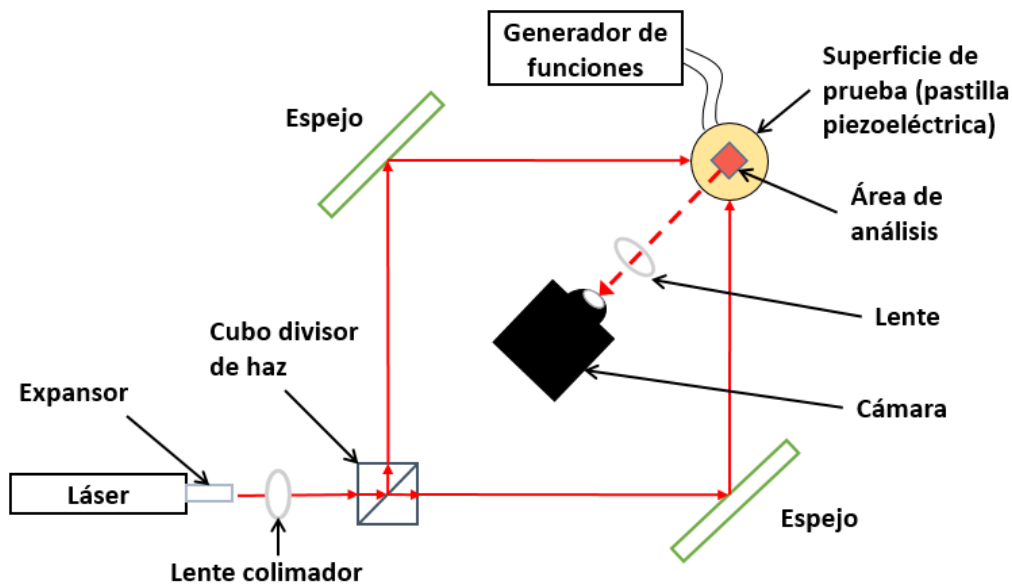 Generador de
funciones
Superficie de
prueba (pastilla
piezoeléctrica)
Espejo
Área de
análisis
Lente
Cubo divisor
de haz
Expansor
Cámara
Láser
Espejo
Lente colimador